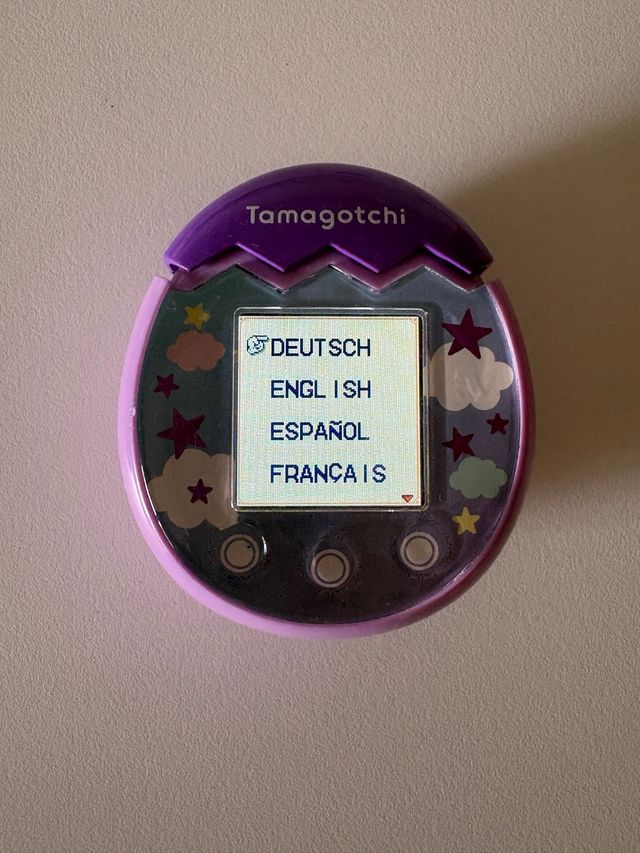 Tamagotchi
DEUTSCH
ENGLISH
ESPAÑOL
FRANÇAIS